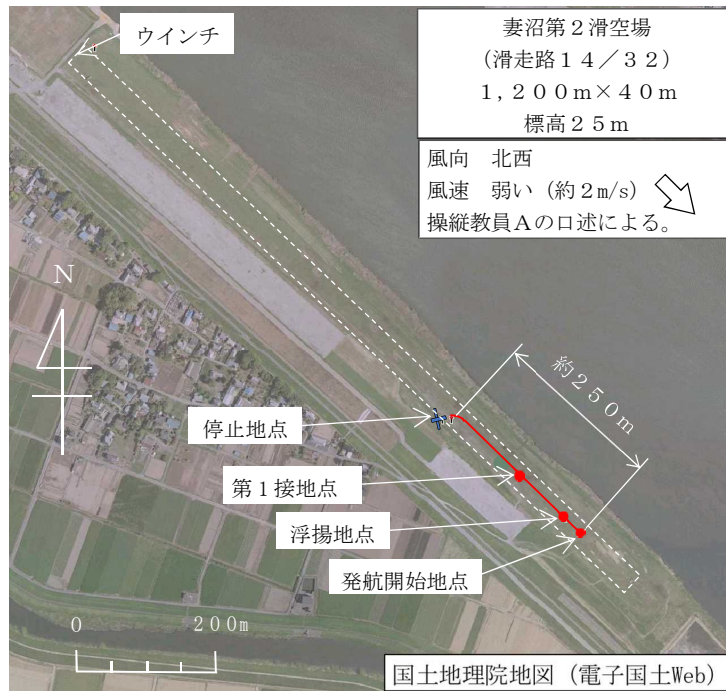 ウインチ
妻沼第2滑空場
(滑走路14／32)
1,200m×40m
標高25m
風向　北西
風速　弱い（約2m/s）
操縦教員Aの口述による。
N
約250m
停止地点
第1接地点
浮揚地点
発航開始地点
0　200m
国土地理院地図（電子国土Web）